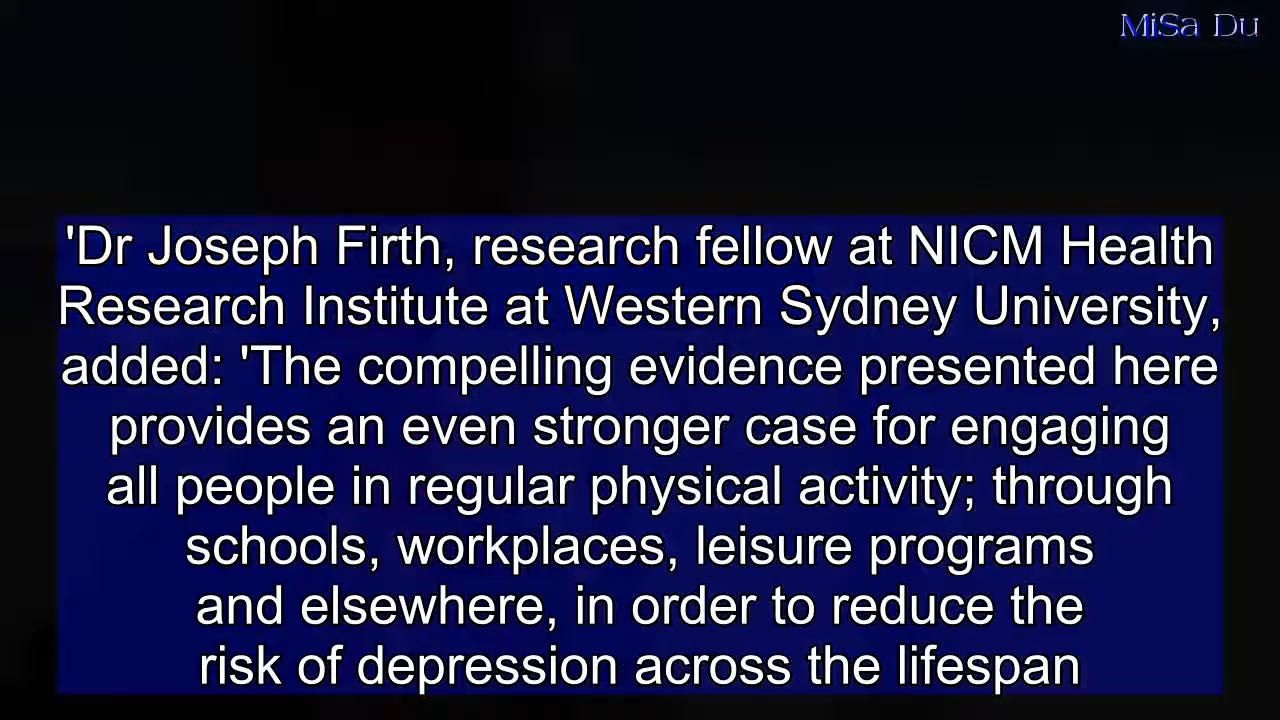 MiSa Du
'Dr Joseph Firth, research fellow at NICM Health
Research Institute at Western Sydney University,
added: 'The compelling evidence presented here
provides an even stronger case for engaging
all people in regular physical activity; through
schools, workplaces, leisure programs
and elsewhere, in order to reduce the
risk of depression across the lifespan